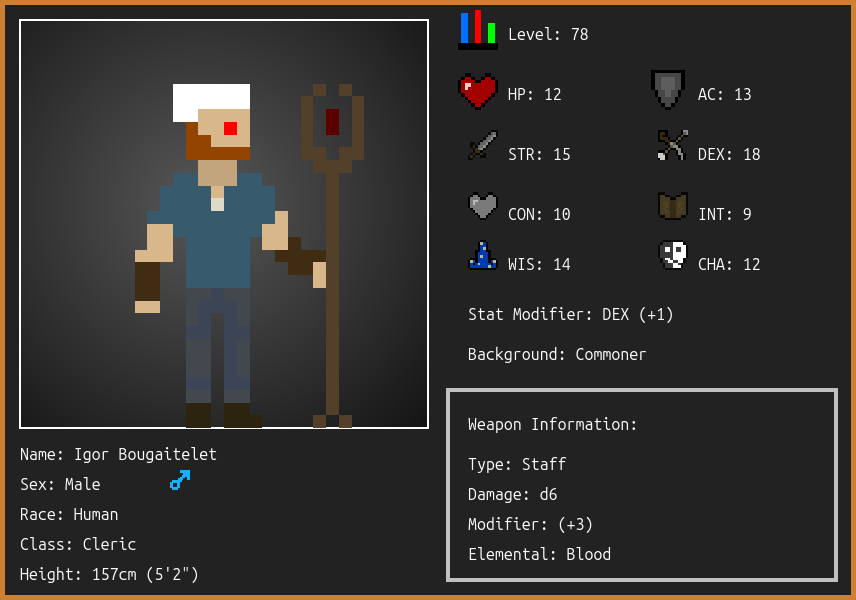 Level: 78
HP: 12
AC: 13
STR: 15
DEX: 18
CON: 10
INT: 9
WIS: 14
CHA: 12
Stat Modifier: DEX (+1)
Background: Commoner
Weapon Information:
Type: Staff
Damage: d6
Modifier: (+3)
Elemental: Blood
Name: Igor Bougaitelet
Sex: Male
Race: Human
Class: Cleric
Height: 157cm (5'2")